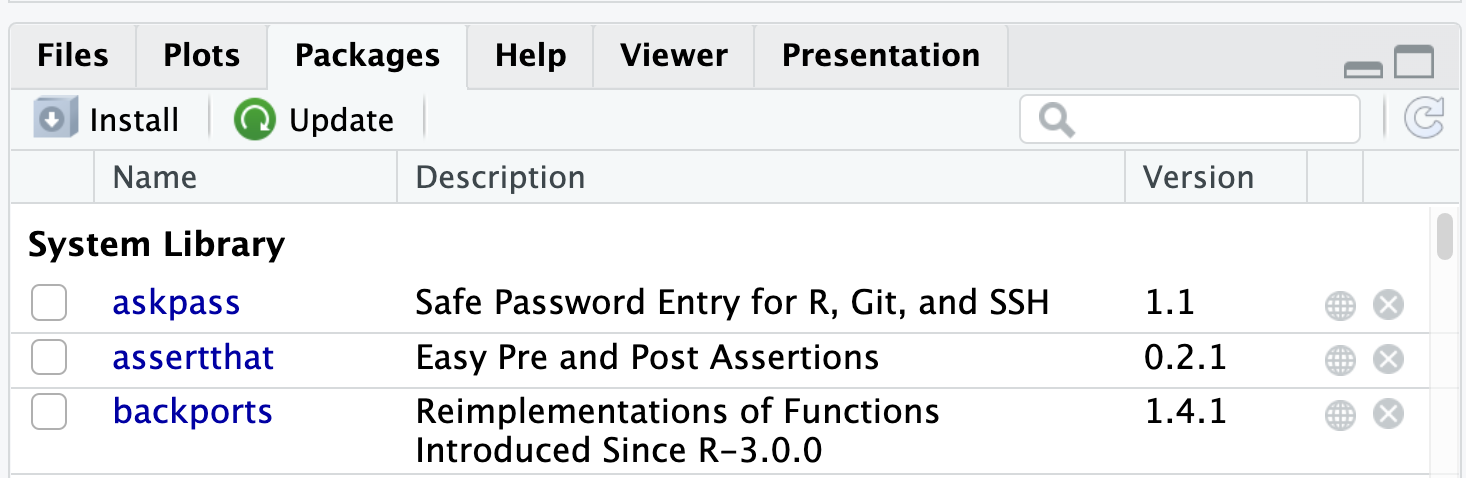 Files Plots Packages Help Viewer Presentation
Install Update
Name Description Version
System Library
askpass Safe Password Entry for R, Git, and SSH 1.1
assertthat Easy Pre and Post Assertions 0.2.1
backports Reimplementations of Functions 1.4.1
Introduced Since R-3.0.0